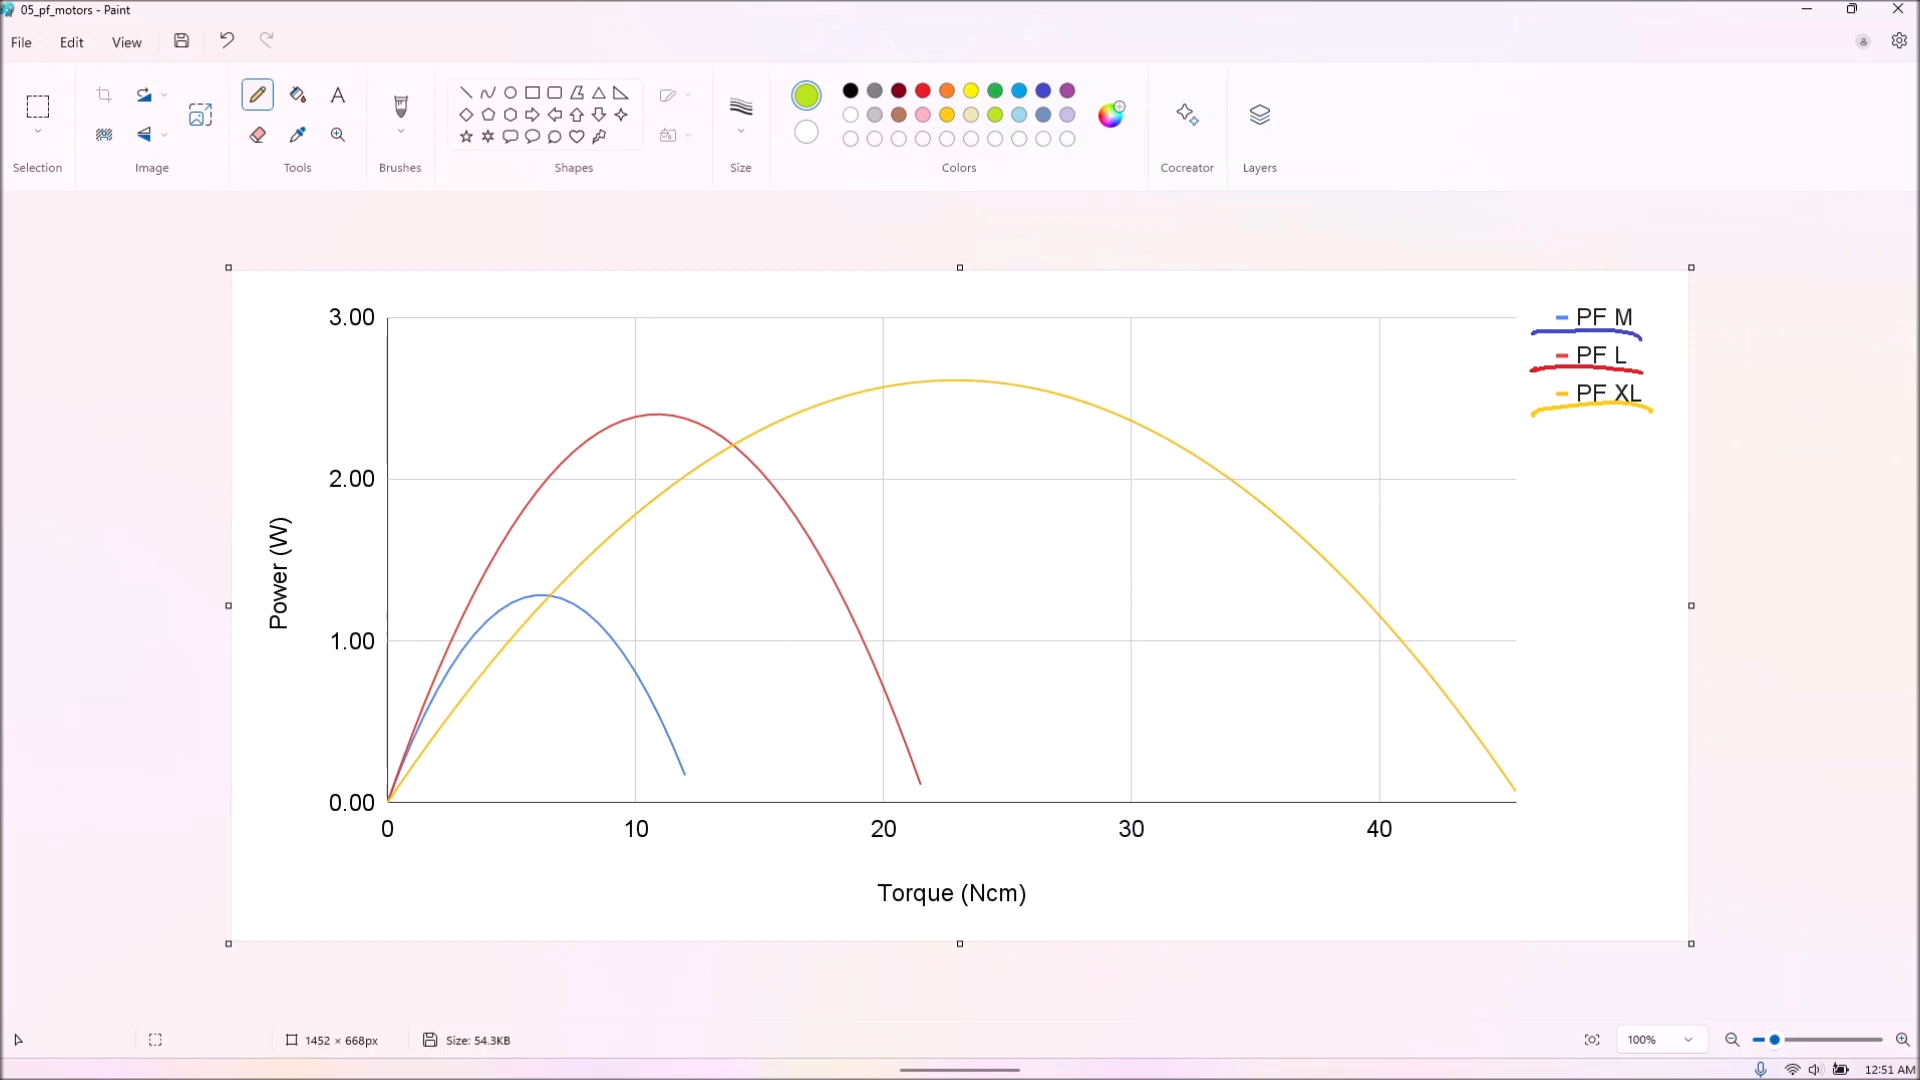 05_pf_motors - Paint
File Edit View
Selection Image Tools Brushes Shapes Size Colors Cocreator Layers
3.00
2.00
1.00
0.00
Power (W)
0 10 20 30 40
Torque (Ncm)
PF M
PF L
PF XL
1452 × 668px Size: 54.3KB 100%
12:51 AM